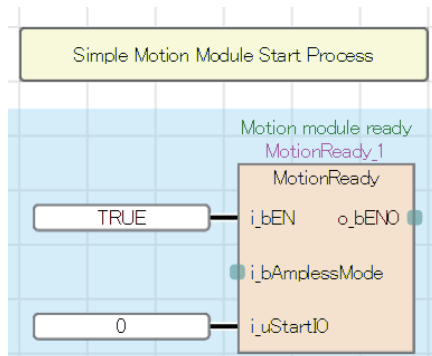 Simple Motion Module Start Process
Motion module ready
MotionReady_1
MotionReady
TRUE i_bEN o_bENO
i_bAmplessMode
0 i_uStartIO